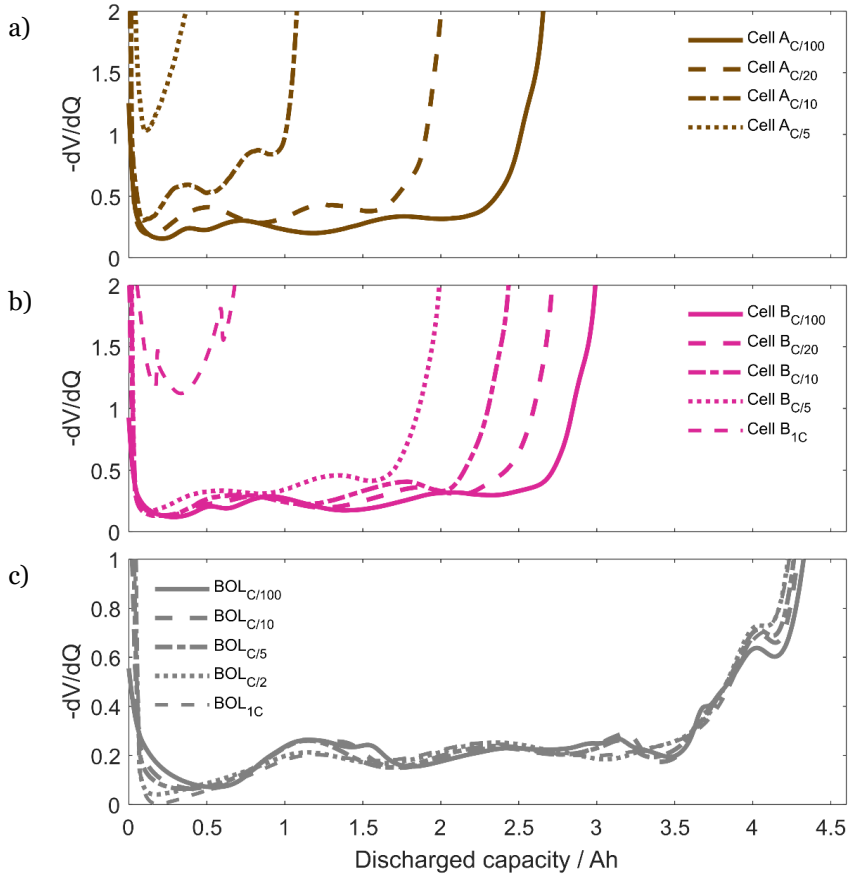 a)
2
1.5
1
0.5
0
-dV/dQ
Cell A_C/100
Cell A_C/20
Cell A_C/10
Cell A_C/5
b)
2
1.5
1
0.5
0
-dV/dQ
Cell B_C/100
Cell B_C/20
Cell B_C/10
Cell B_C/5
Cell B_1C
c)
1
0.8
0.6
0.4
0.2
0
-dV/dQ
BOL_C/100
BOL_C/10
BOL_C/5
BOL_C/2
BOL_1C
0 0.5 1 1.5 2 2.5 3 3.5 4 4.5
Discharged capacity / Ah